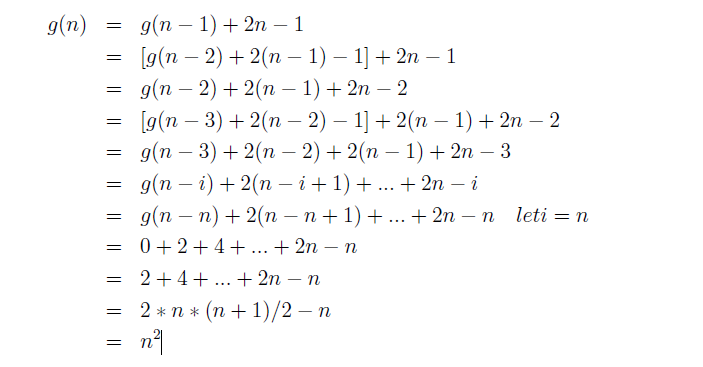 g(n) = g(n − 1) + 2n − 1
= [g(n − 2) + 2(n − 1) − 1] + 2n − 1
= g(n − 2) + 2(n − 1) + 2n − 2
= [g(n − 3) + 2(n − 2) − 1] + 2(n − 1) + 2n − 2
= g(n − 3) + 2(n − 2) + 2(n − 1) + 2n − 3
= g(n − i) + 2(n − i + 1) + ... + 2n − i
= g(n − n) + 2(n − n + 1) + ... + 2n − n leti = n
= 0 + 2 + 4 + ... + 2n − n
= 2 + 4 + ... + 2n − n
= 2 ∗ n ∗ (n + 1)/2 − n
= n²